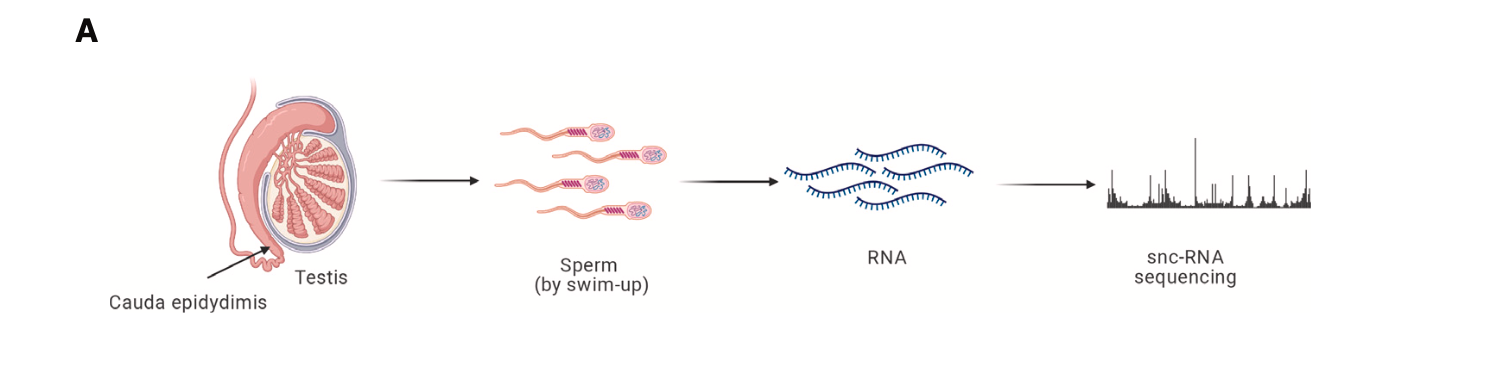 A
Testis
Cauda epidydimis
Sperm
(by swim-up)
RNA
snc-RNA
sequencing